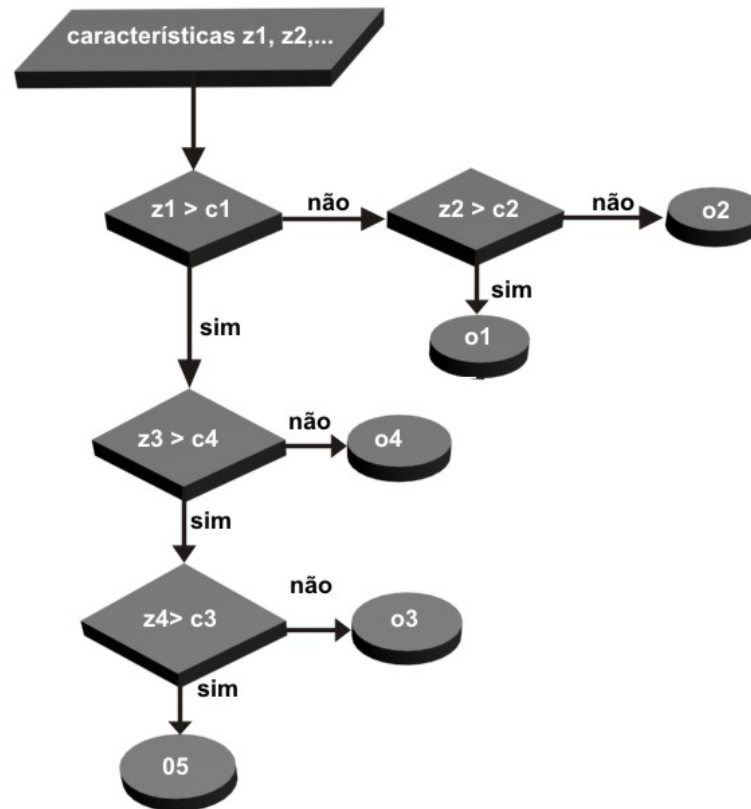 característícas z1, z2,...
z1 > c1
não
z2 > c2
não
o2
sim
o1
sim
z3 > c4
não
o4
sim
z4> c3
não
o3
sim
05